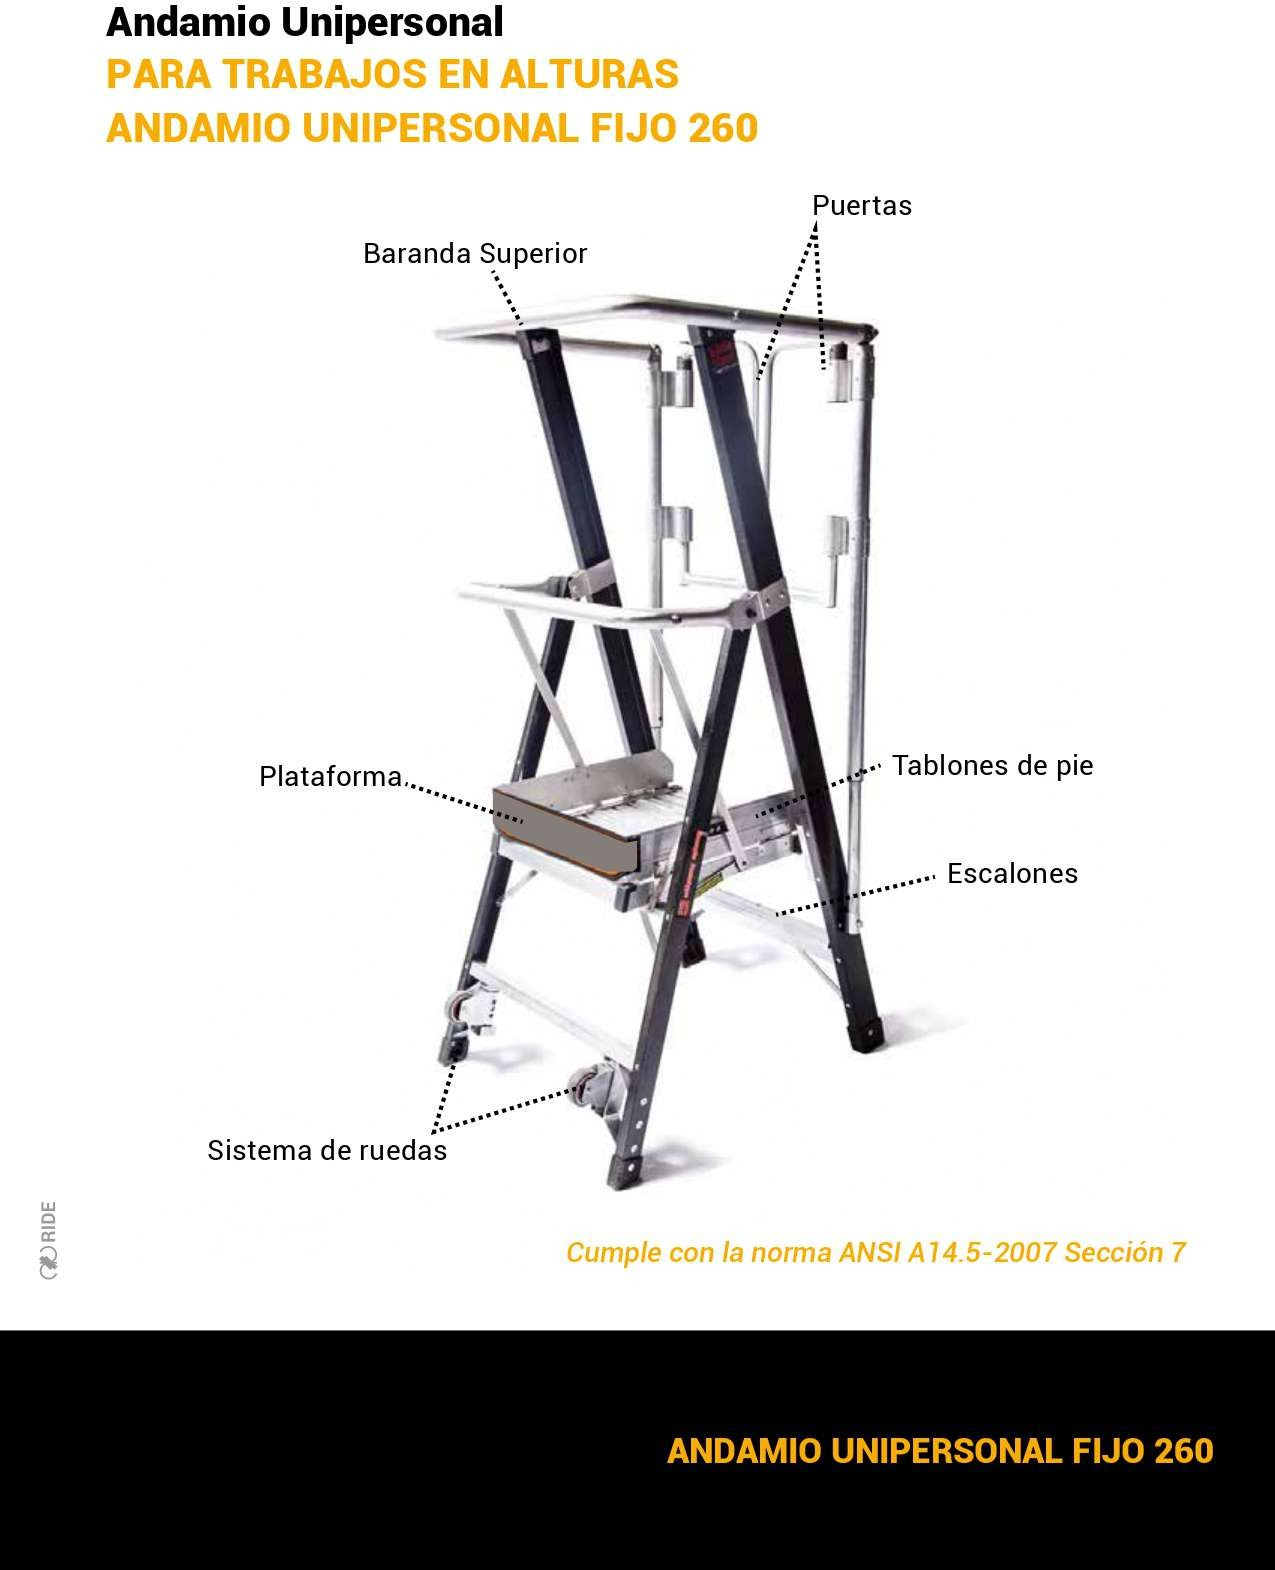 Andamio Unipersonal
PARA TRABAJOS EN ALTURAS
ANDAMIO UNIPERSONAL FIJO 260
Puertas
Baranda Superior
Plataforma
Tablones de pie
Escalones
Sistema de ruedas
RIDE
Cumple con la norma ANSI A14.5-2007 Sección 7
ANDAMIO UNIPERSONAL FIJO 260